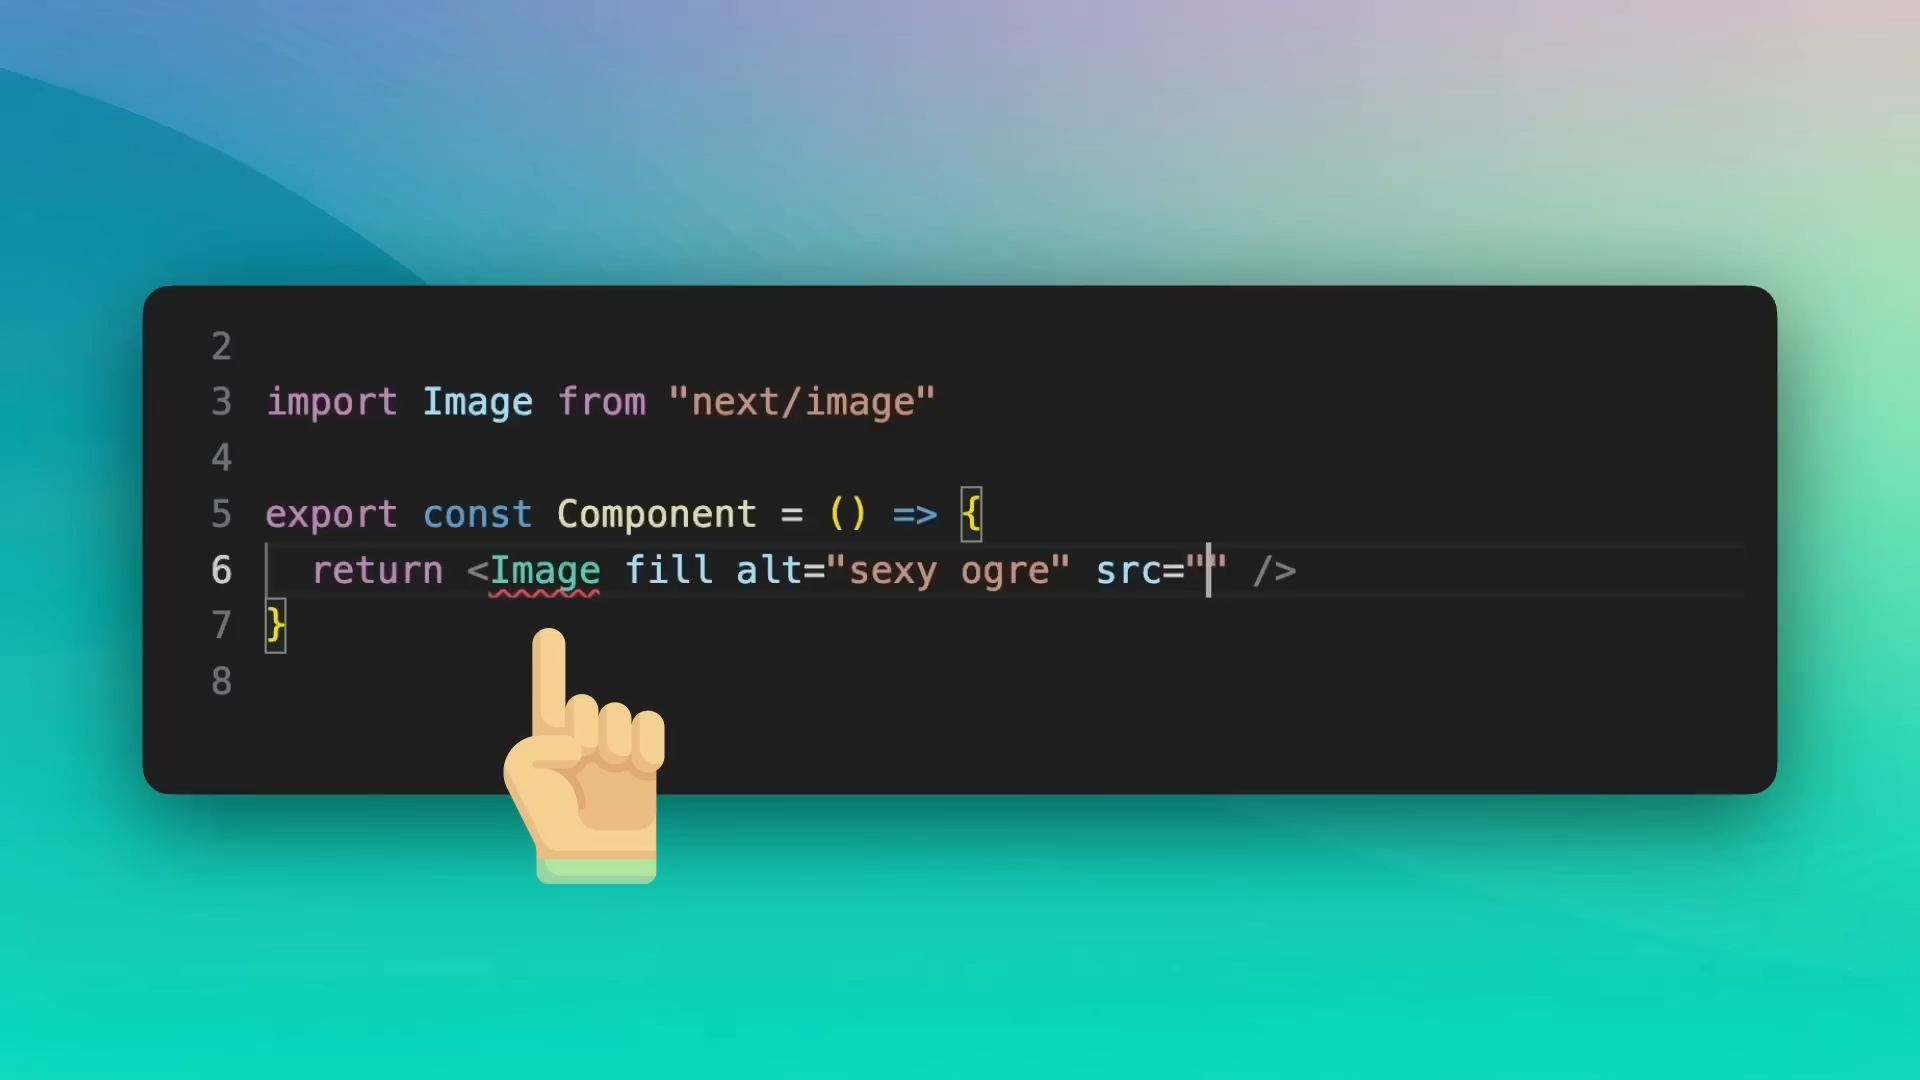 2
3 import Image from "next/image"
4
5 export const Component = () => {
6 return <Image fill alt="sexy ogre" src="" />
7 }
8